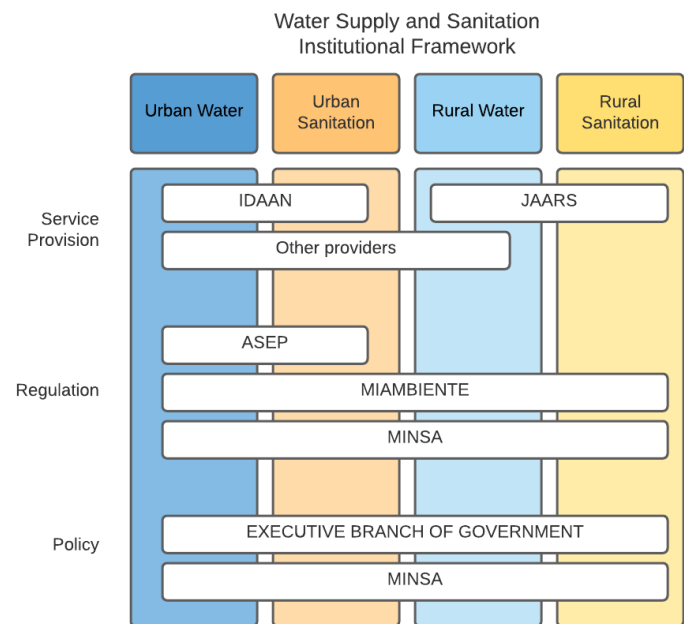 Water Supply and Sanitation
Institutional Framework
Urban Water
Urban
Sanitation
Rural Water
Rural
Sanitation
Service
Provision
IDAAN
JAARS
Other providers
Regulation
ASEP
MIAMBIENTE
MINSA
Policy
EXECUTIVE BRANCH OF GOVERNMENT
MINSA